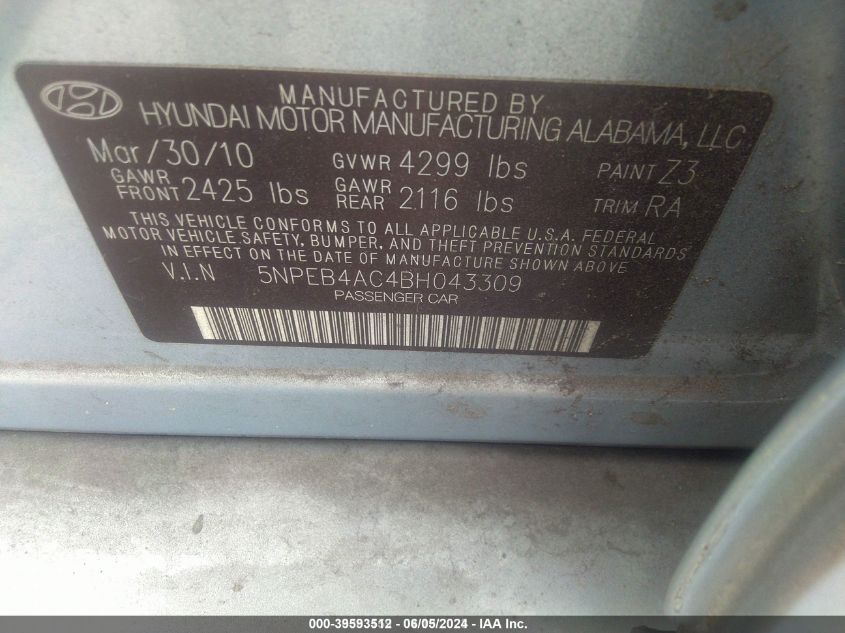 MANUFACTURED BY
HYUNDAI MOTOR MANUFACTURING ALABAMA, LLC
Mar/30/10 GVWR 4299 lbs PAINT Z3
GAWR FRONT 2425 lbs GAWR REAR 2116 lbs TRIM RA
THIS VEHICLE CONFORMS TO ALL APPLICABLE U.S.A. FEDERAL
MOTOR VEHICLE SAFETY, BUMPER, AND THEFT PREVENTION STANDARDS
IN EFFECT ON THE DATE OF MANUFACTURE SHOWN ABOVE
V.I.N 5NPEB4AC4BH043309
PASSENGER CAR
000-39593512 - 06/05/2024 - IAA Inc.